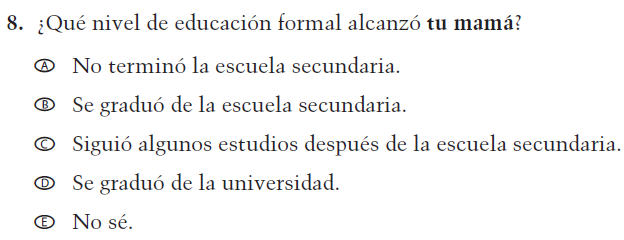 8. ¿Qué nivel de educación formal alcanzó tu mamá?
A No terminó la escuela secundaria.
B Se graduó de la escuela secundaria.
C Siguió algunos estudios después de la escuela secundaria.
D Se graduó de la universidad.
E No sé.